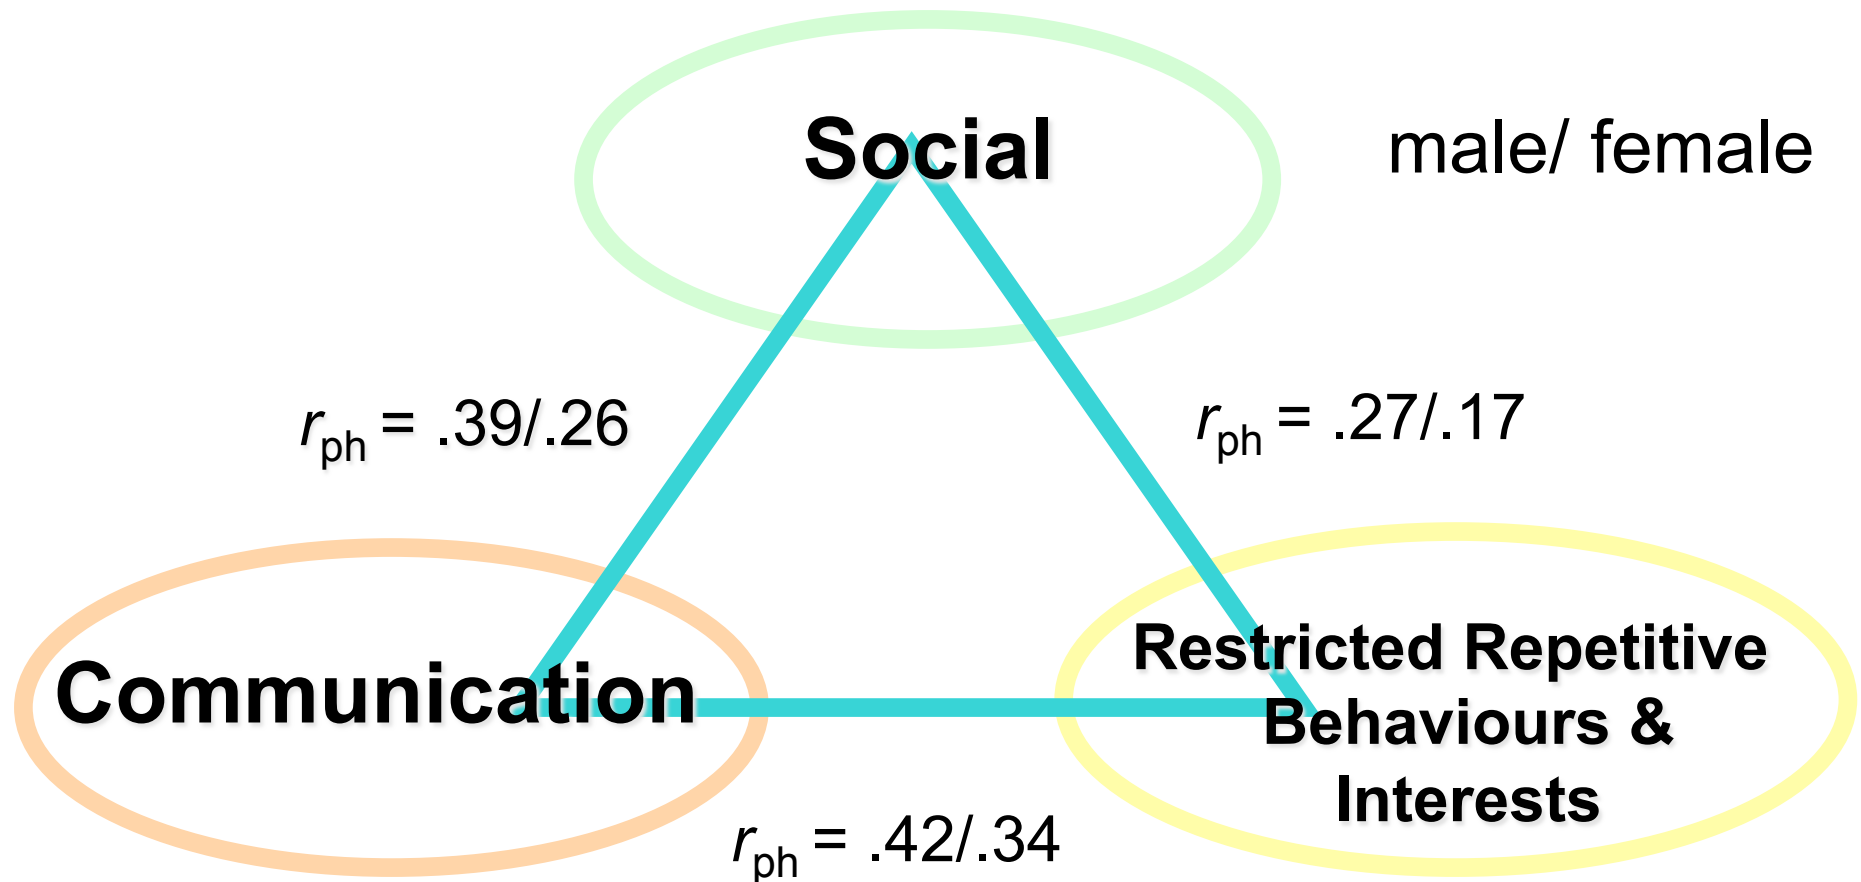 Social
male/ female
rph = .39/.26
rph = .27/.17
Communication
Restricted Repetitive
Behaviours &
Interests
rph = .42/.34